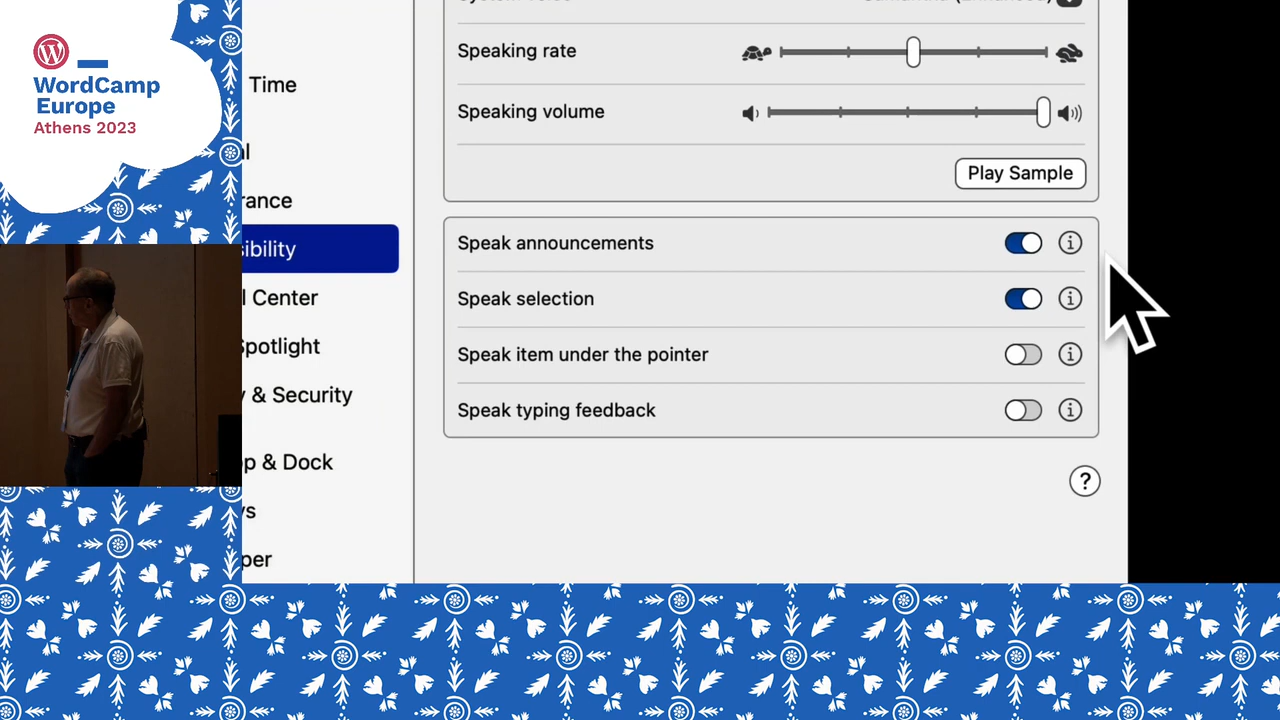 WordCamp
Europe
Athens 2023
Time
Speaking rate
Speaking volume
Play Sample
Speak announcements
Speak selection
Speak item under the pointer
Speak typing feedback
?
l
rance
sibility
l Center
Spotlight
y & Security
op & Dock
ys
per